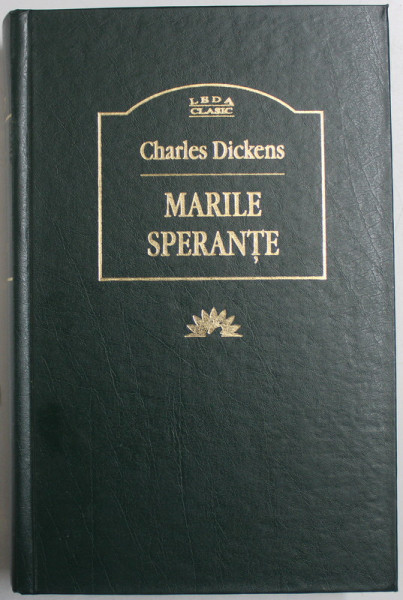 LEDA
CLASIC
Charles Dickens
MARILE
SPERANȚE